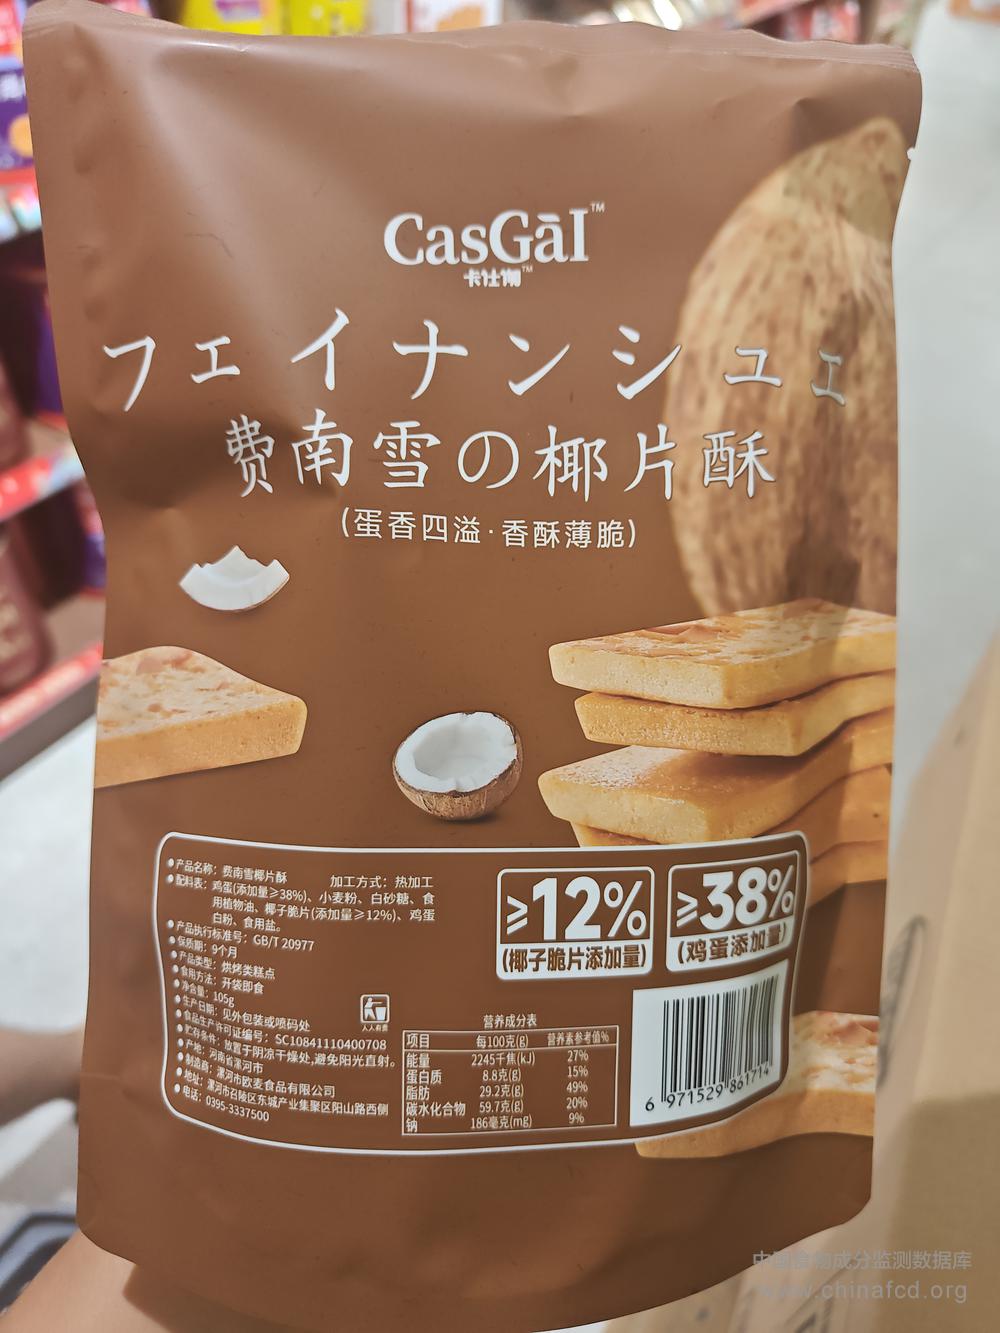 CasGāI™
卡仕澜™
フェイナンシュエ
费南雪の椰片酥
(蛋香四溢·香酥薄脆)
产品名称：费南雪椰片酥 加工方式：热加工
配料表：鸡蛋(添加量≥38%)、小麦粉、白砂糖、食
用植物油、椰子脆片(添加量≥12%)、鸡蛋
白粉、食用盐。
产品执行标准号：GB/T 20977
保质期：9个月
产品类型：烘烤类糕点
食用方法：开袋即食
净含量：105g
生产日期：见外包装或喷码处
食品生产许可证编号：SC10841110400708
贮存条件：放置于阴凉干燥处,避免阳光直射。
产地：河南省漯河市
制造商：漯河市欧麦食品有限公司
地址：漯河市召陵区东城产业集聚区阳山路西侧
电话：0395-3337500
人人有责
≥12%
(椰子脆片添加量)
≥38%
(鸡蛋添加量)
营养成分表
项目 每100克(g) 营养素参考值%
能量 2245千焦(kJ) 27%
蛋白质 8.8克(g) 15%
脂肪 29.2克(g) 49%
碳水化合物 59.7克(g) 20%
钠 186毫克(mg) 9%
6 971529 861714
中国食物成分监测数据库
www.chinafcd.org